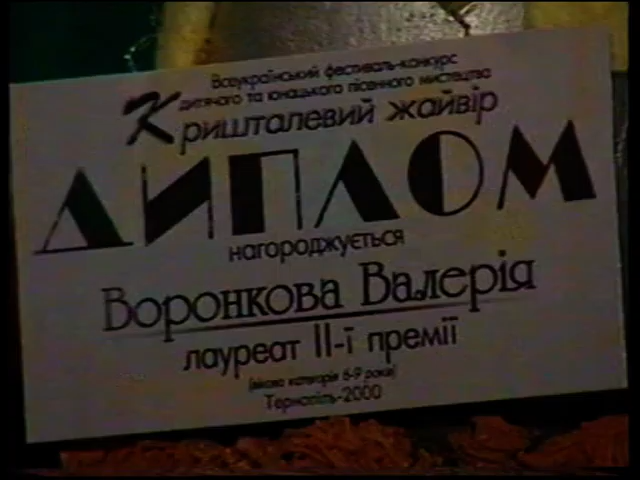 Всеукраїнський фестиваль-конкурс
дитячого та юнацького пісенного мистецтва
Кришталевий жайвір
ДИПЛОМ
нагороджується
Воронкова Валерія
лауреат ІІ-ї премії
(вікова категорія 6-9 років)
Тернопіль-2000